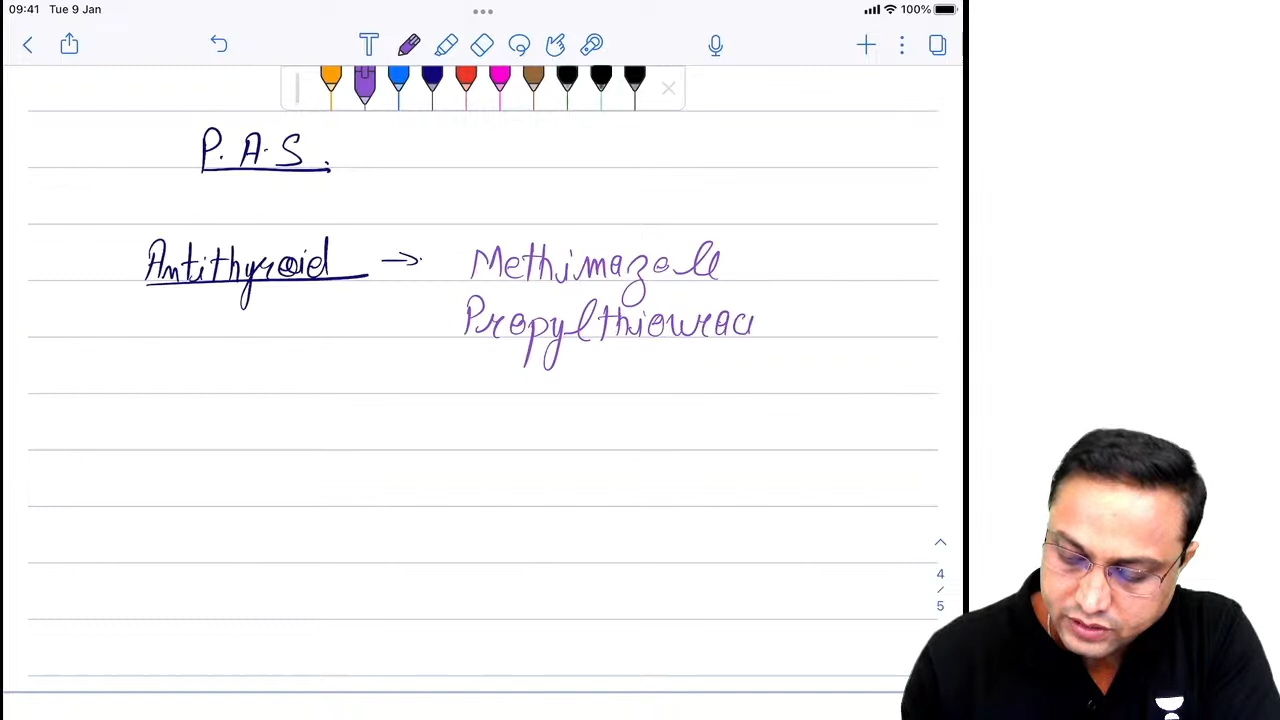 09:41 Tue 9 Jan
100%
T
P.A.S.
Antithyroid → Methimazole
Propylthiourac
4
5